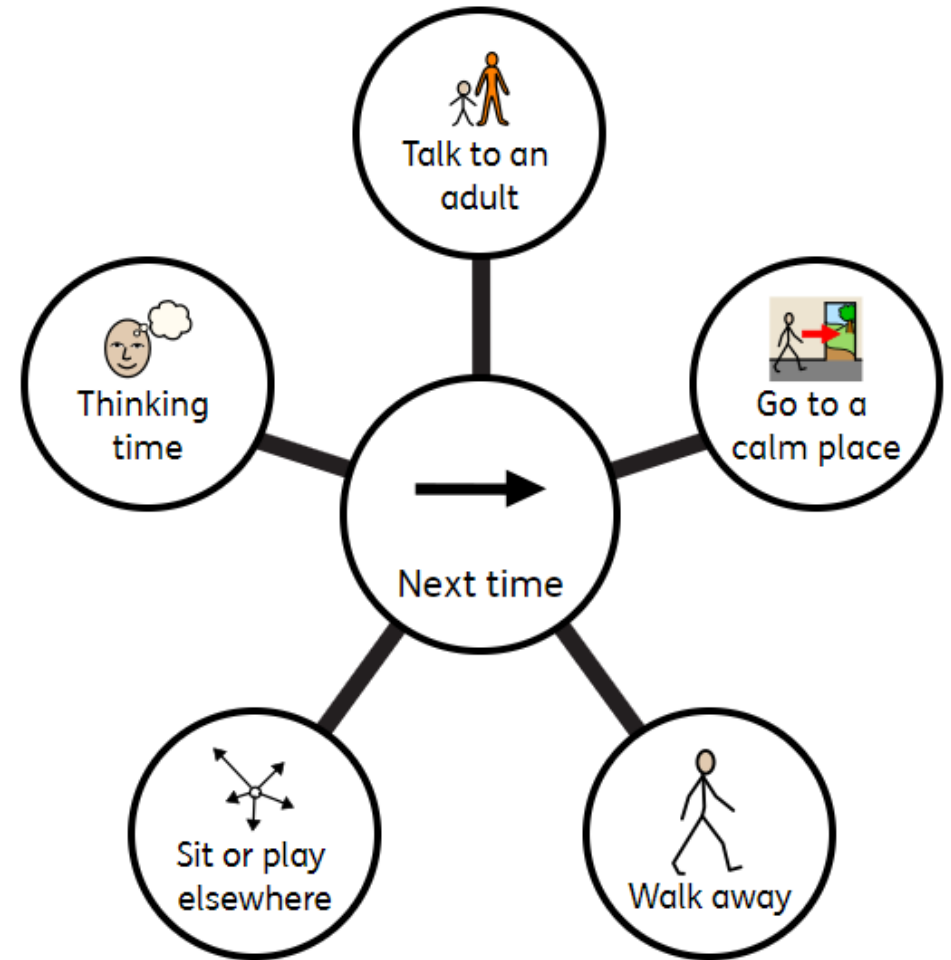 Talk to an
adult
Thinking
time
Go to a
calm place
Next time
Sit or play
elsewhere
Walk away